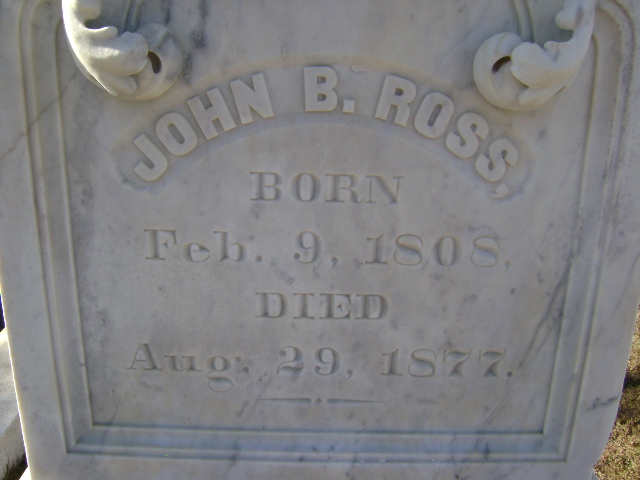 JOHN B. ROSS,
BORN
Feb. 9, 1808,
DIED
Aug. 29, 1877.